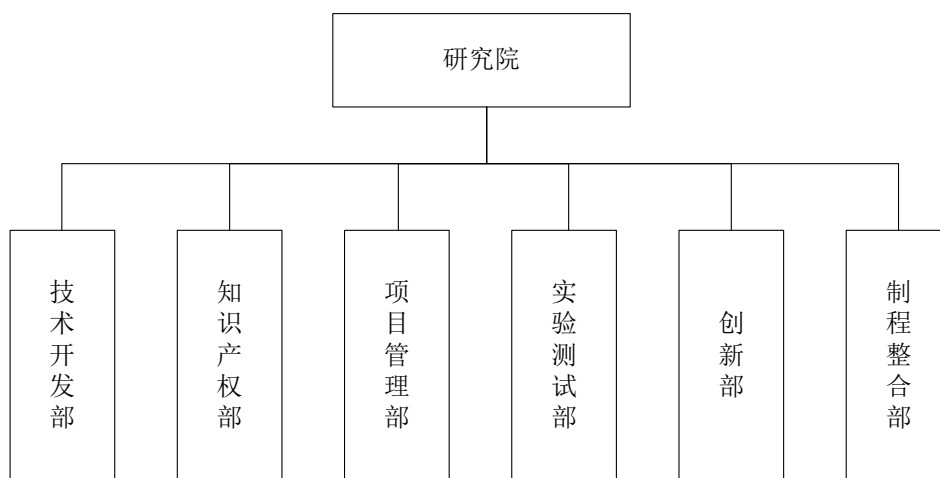 研究院
技术开发部
知识产权部
项目管理部
实验测试部
创新部
制程整合部